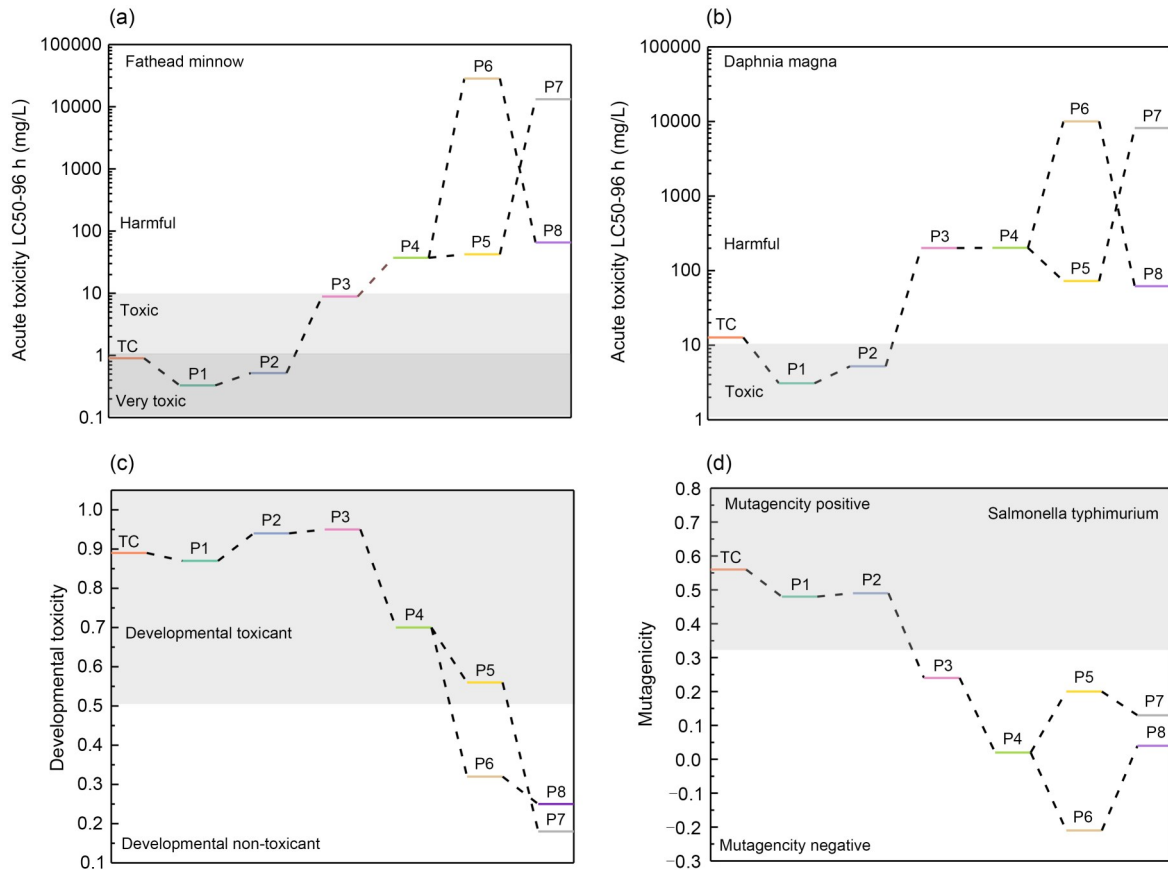 (a)
Acute toxicity LC50-96 h (mg/L)
100000
10000
1000
100
10
1
0.1
Fathead minnow
Harmful
Toxic
Very toxic
TC
P1
P2
P3
P4
P5
P6
P7
P8
(b)
Acute toxicity LC50-96 h (mg/L)
100000
10000
1000
100
10
1
Daphnia magna
Harmful
Toxic
TC
P1
P2
P3
P4
P5
P6
P7
P8
(c)
Developmental toxicity
1.0
0.9
0.8
0.7
0.6
0.5
0.4
0.3
0.2
0.1
TC
P1
P2
P3
P4
P5
P6
P8
P7
Developmental toxicant
Developmental non-toxicant
(d)
Mutagenicity
0.8
0.7
0.6
0.5
0.4
0.3
0.2
0.1
0.0
−0.1
−0.2
−0.3
Mutagencity positive
Salmonella typhimurium
TC
P1
P2
P3
P4
P5
P6
P7
P8
Mutagencity negative